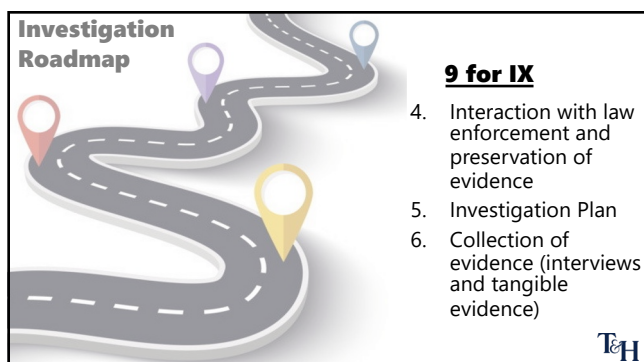 Investigation
Roadmap
9 for IX
4. Interaction with law
enforcement and
preservation of
evidence
5. Investigation Plan
6. Collection of
evidence (interviews
and tangible
evidence)
T&H